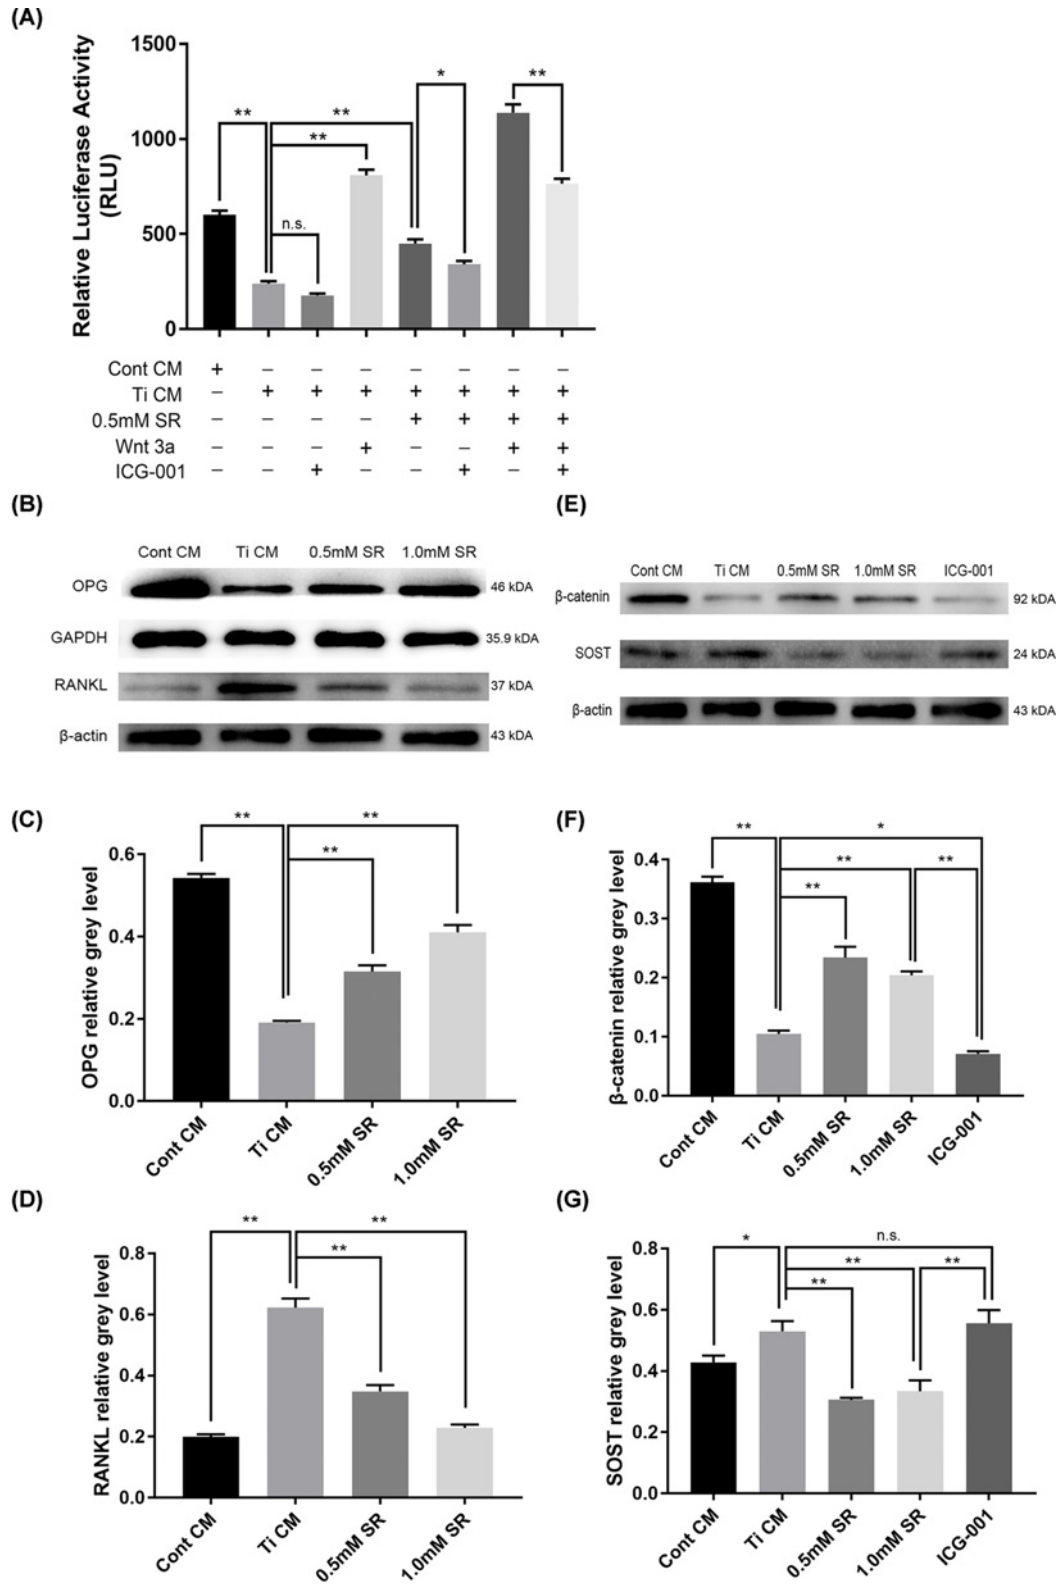 (A)
Relative Luciferase Activity
(RLU)
1500
1000
500
0
**
**
**
n.s.
*
**
Cont CM + – – – – – – –
Ti CM – + + + + + + +
0.5mM SR – – – – + + + +
Wnt 3a – – – + – – + +
ICG-001 – – + – – + – +
(B)
Cont CM Ti CM 0.5mM SR 1.0mM SR
OPG 46 kDA
GAPDH 35.9 kDA
RANKL 37 kDA
β-actin 43 kDA
(E)
Cont CM Ti CM 0.5mM SR 1.0mM SR ICG-001
β-catenin 92 kDA
SOST 24 kDA
β-actin 43 kDA
(C)
OPG relative grey level
0.6
0.4
0.2
0.0
**
**
**
Cont CM
Ti CM
0.5mM SR
1.0mM SR
(F)
β-catenin relative grey level
0.4
0.3
0.2
0.1
0.0
**
*
**
**
**
Cont CM
Ti CM
0.5mM SR
1.0mM SR
ICG-001
(D)
RANKL relative grey level
0.8
0.6
0.4
0.2
0.0
**
**
**
Cont CM
Ti CM
0.5mM SR
1.0mM SR
(G)
SOST relative grey level
0.8
0.6
0.4
0.2
0.0
*
n.s.
**
**
**
Cont CM
Ti CM
0.5mM SR
1.0mM SR
ICG-001